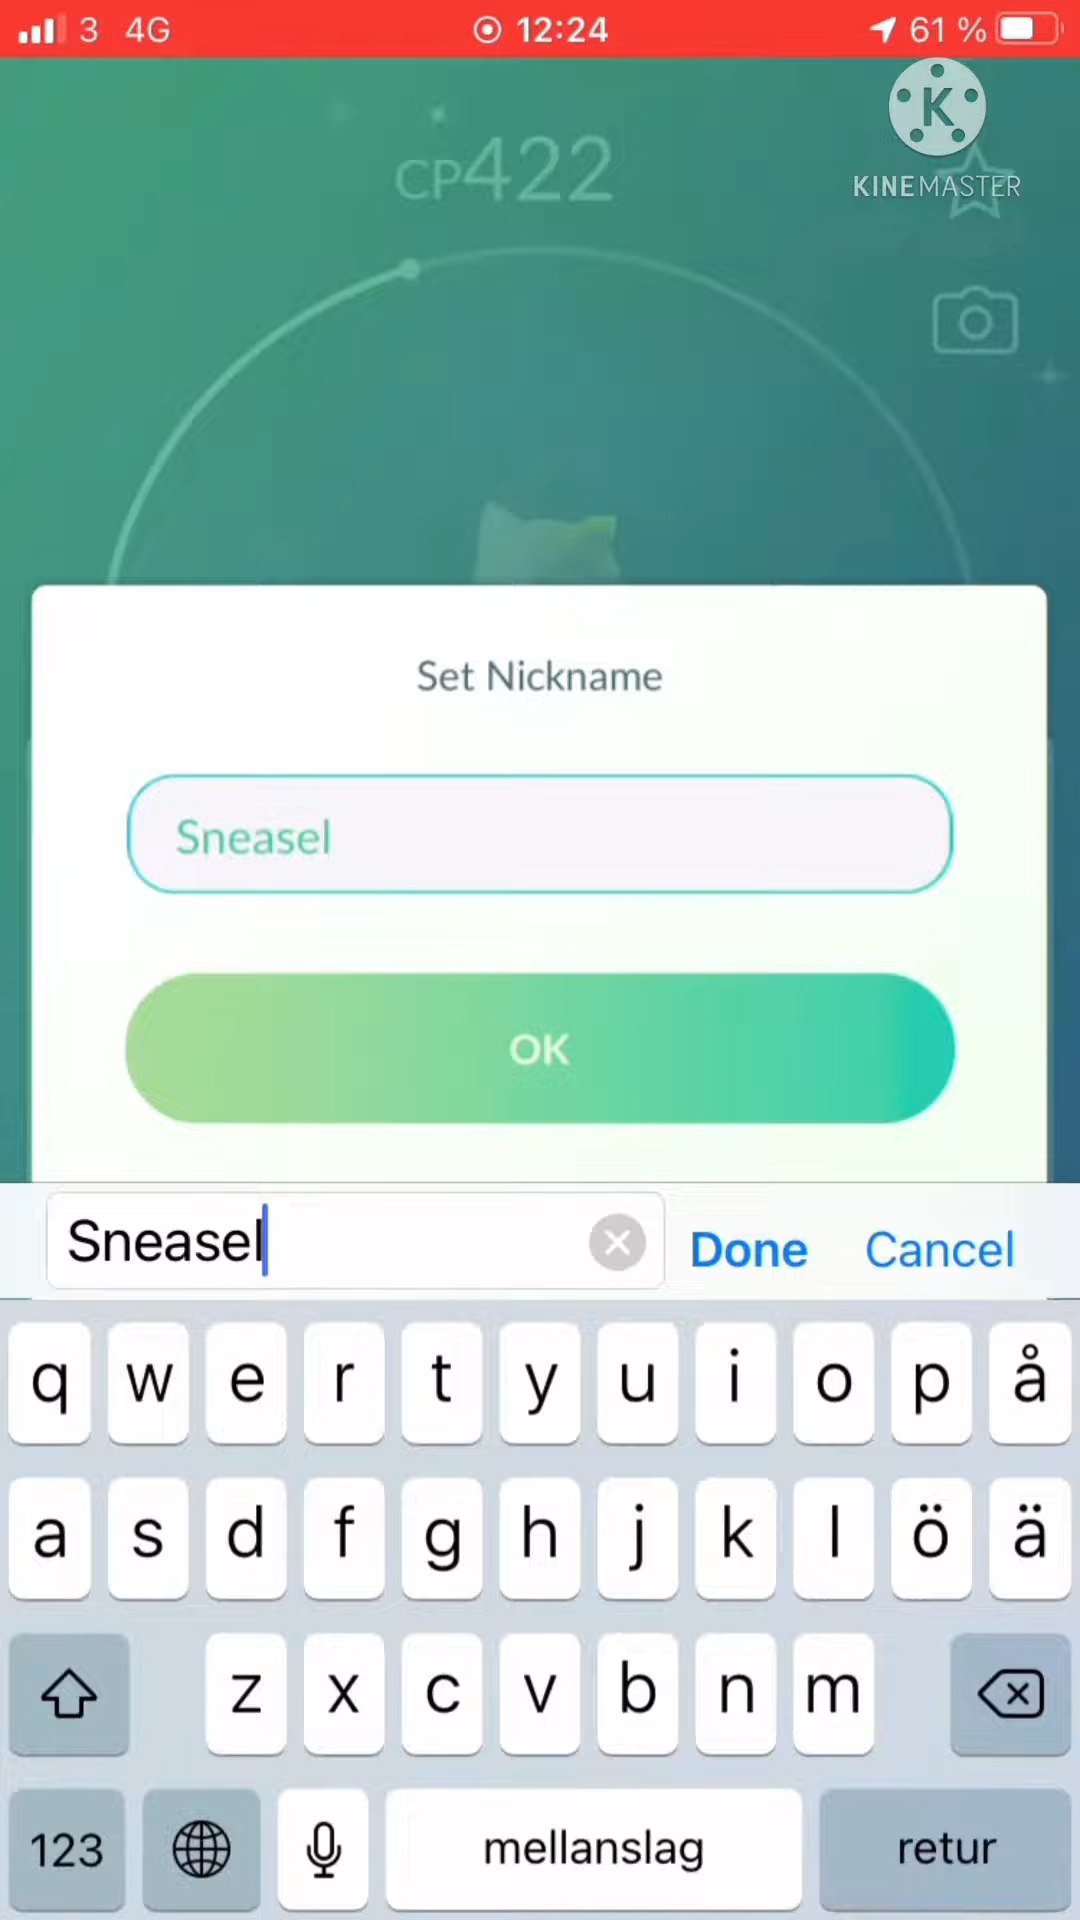 3 4G 12:24 61 %
K
KINEMASTER
CP422
Set Nickname
Sneasel
OK
Sneasel Done Cancel
q w e r t y u i o p å
a s d f g h j k l ö ä
z x c v b n m
123 mellanslag retur